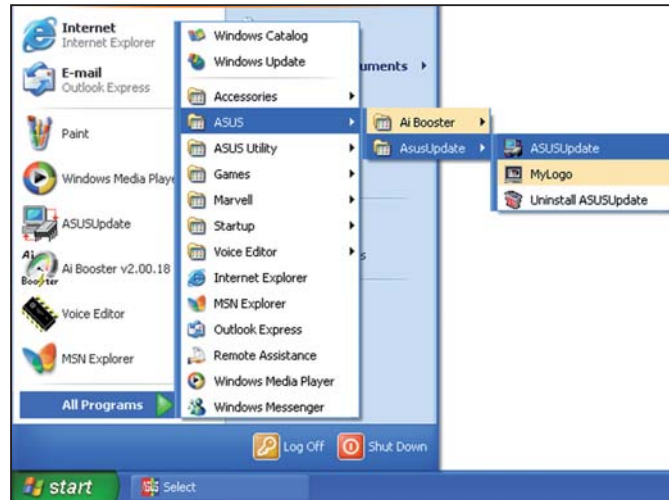 Internet
Internet Explorer
E-mail
Outlook Express
Paint
Windows Media Playe
ASUSUpdate
Ai Booster v2.00.18
Voice Editor
MSN Explorer
All Programs
Windows Catalog
Windows Update
Accessories
ASUS
ASUS Utility
Games
Marvell
Startup
Voice Editor
Internet Explorer
MSN Explorer
Outlook Express
Remote Assistance
Windows Media Player
Windows Messenger
uments
s
Ai Booster
AsusUpdate
ASUSUpdate
MyLogo
Uninstall ASUSUpdate
Log Off
Shut Down
start
Select